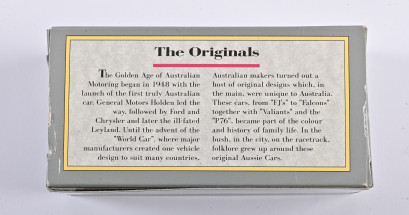 The Originals
The Golden Age of Australian
Motoring began in 1948 with the
launch of the first truly Australian
car, General Motors Holden led the
way, followed by Ford and
Chrysler and later the ill-fated
Leyland. Until the advent of the
"World Car", where major
manufacturers created one vehicle
design to suit many countries,
Australian makers turned out a
host of original designs which, in
the main, were unique to Australia.
These cars, from "FJ's" to "Falcons"
together with "Valiants" and the
"P76", became part of the colour
and history of family life. In the
bush, in the city, on the racetrack,
folklore grew up around these
original Aussie Cars.